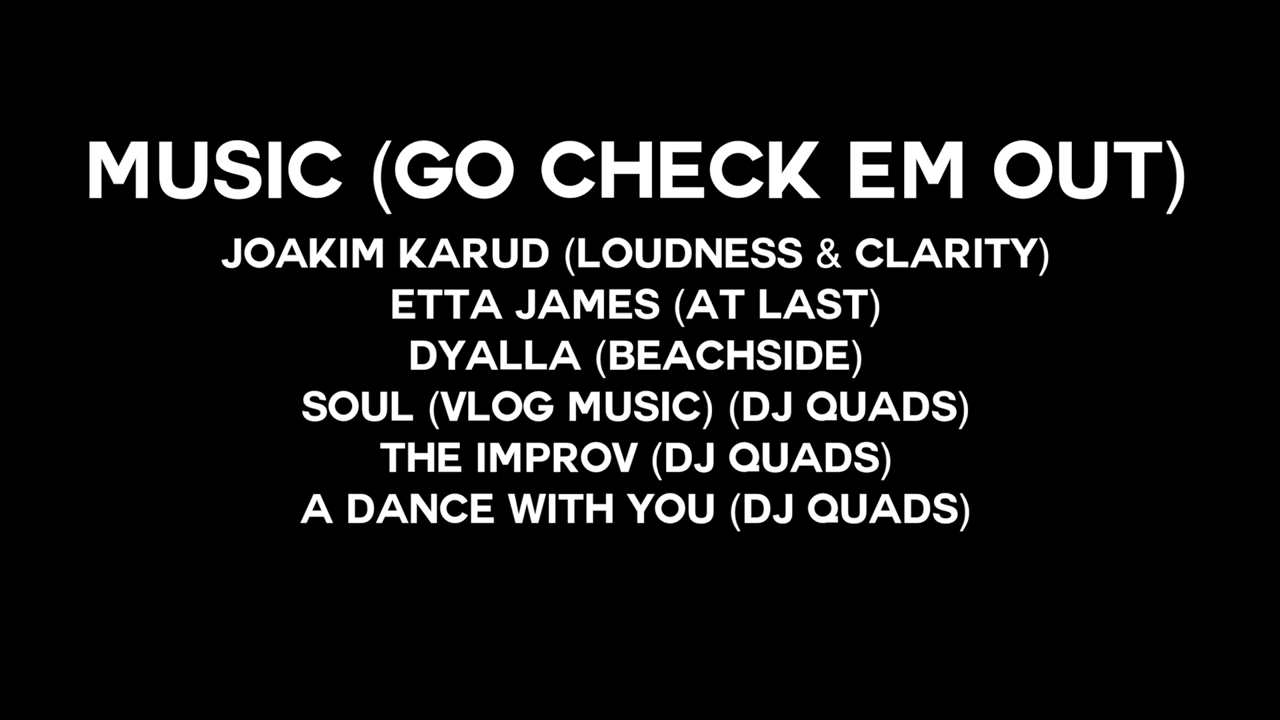 MUSIC (GO CHECK EM OUT)
JOAKIM KARUD (LOUDNESS & CLARITY)
ETTA JAMES (AT LAST)
DYALLA (BEACHSIDE)
SOUL (VLOG MUSIC) (DJ QUADS)
THE IMPROV (DJ QUADS)
A DANCE WITH YOU (DJ QUADS)